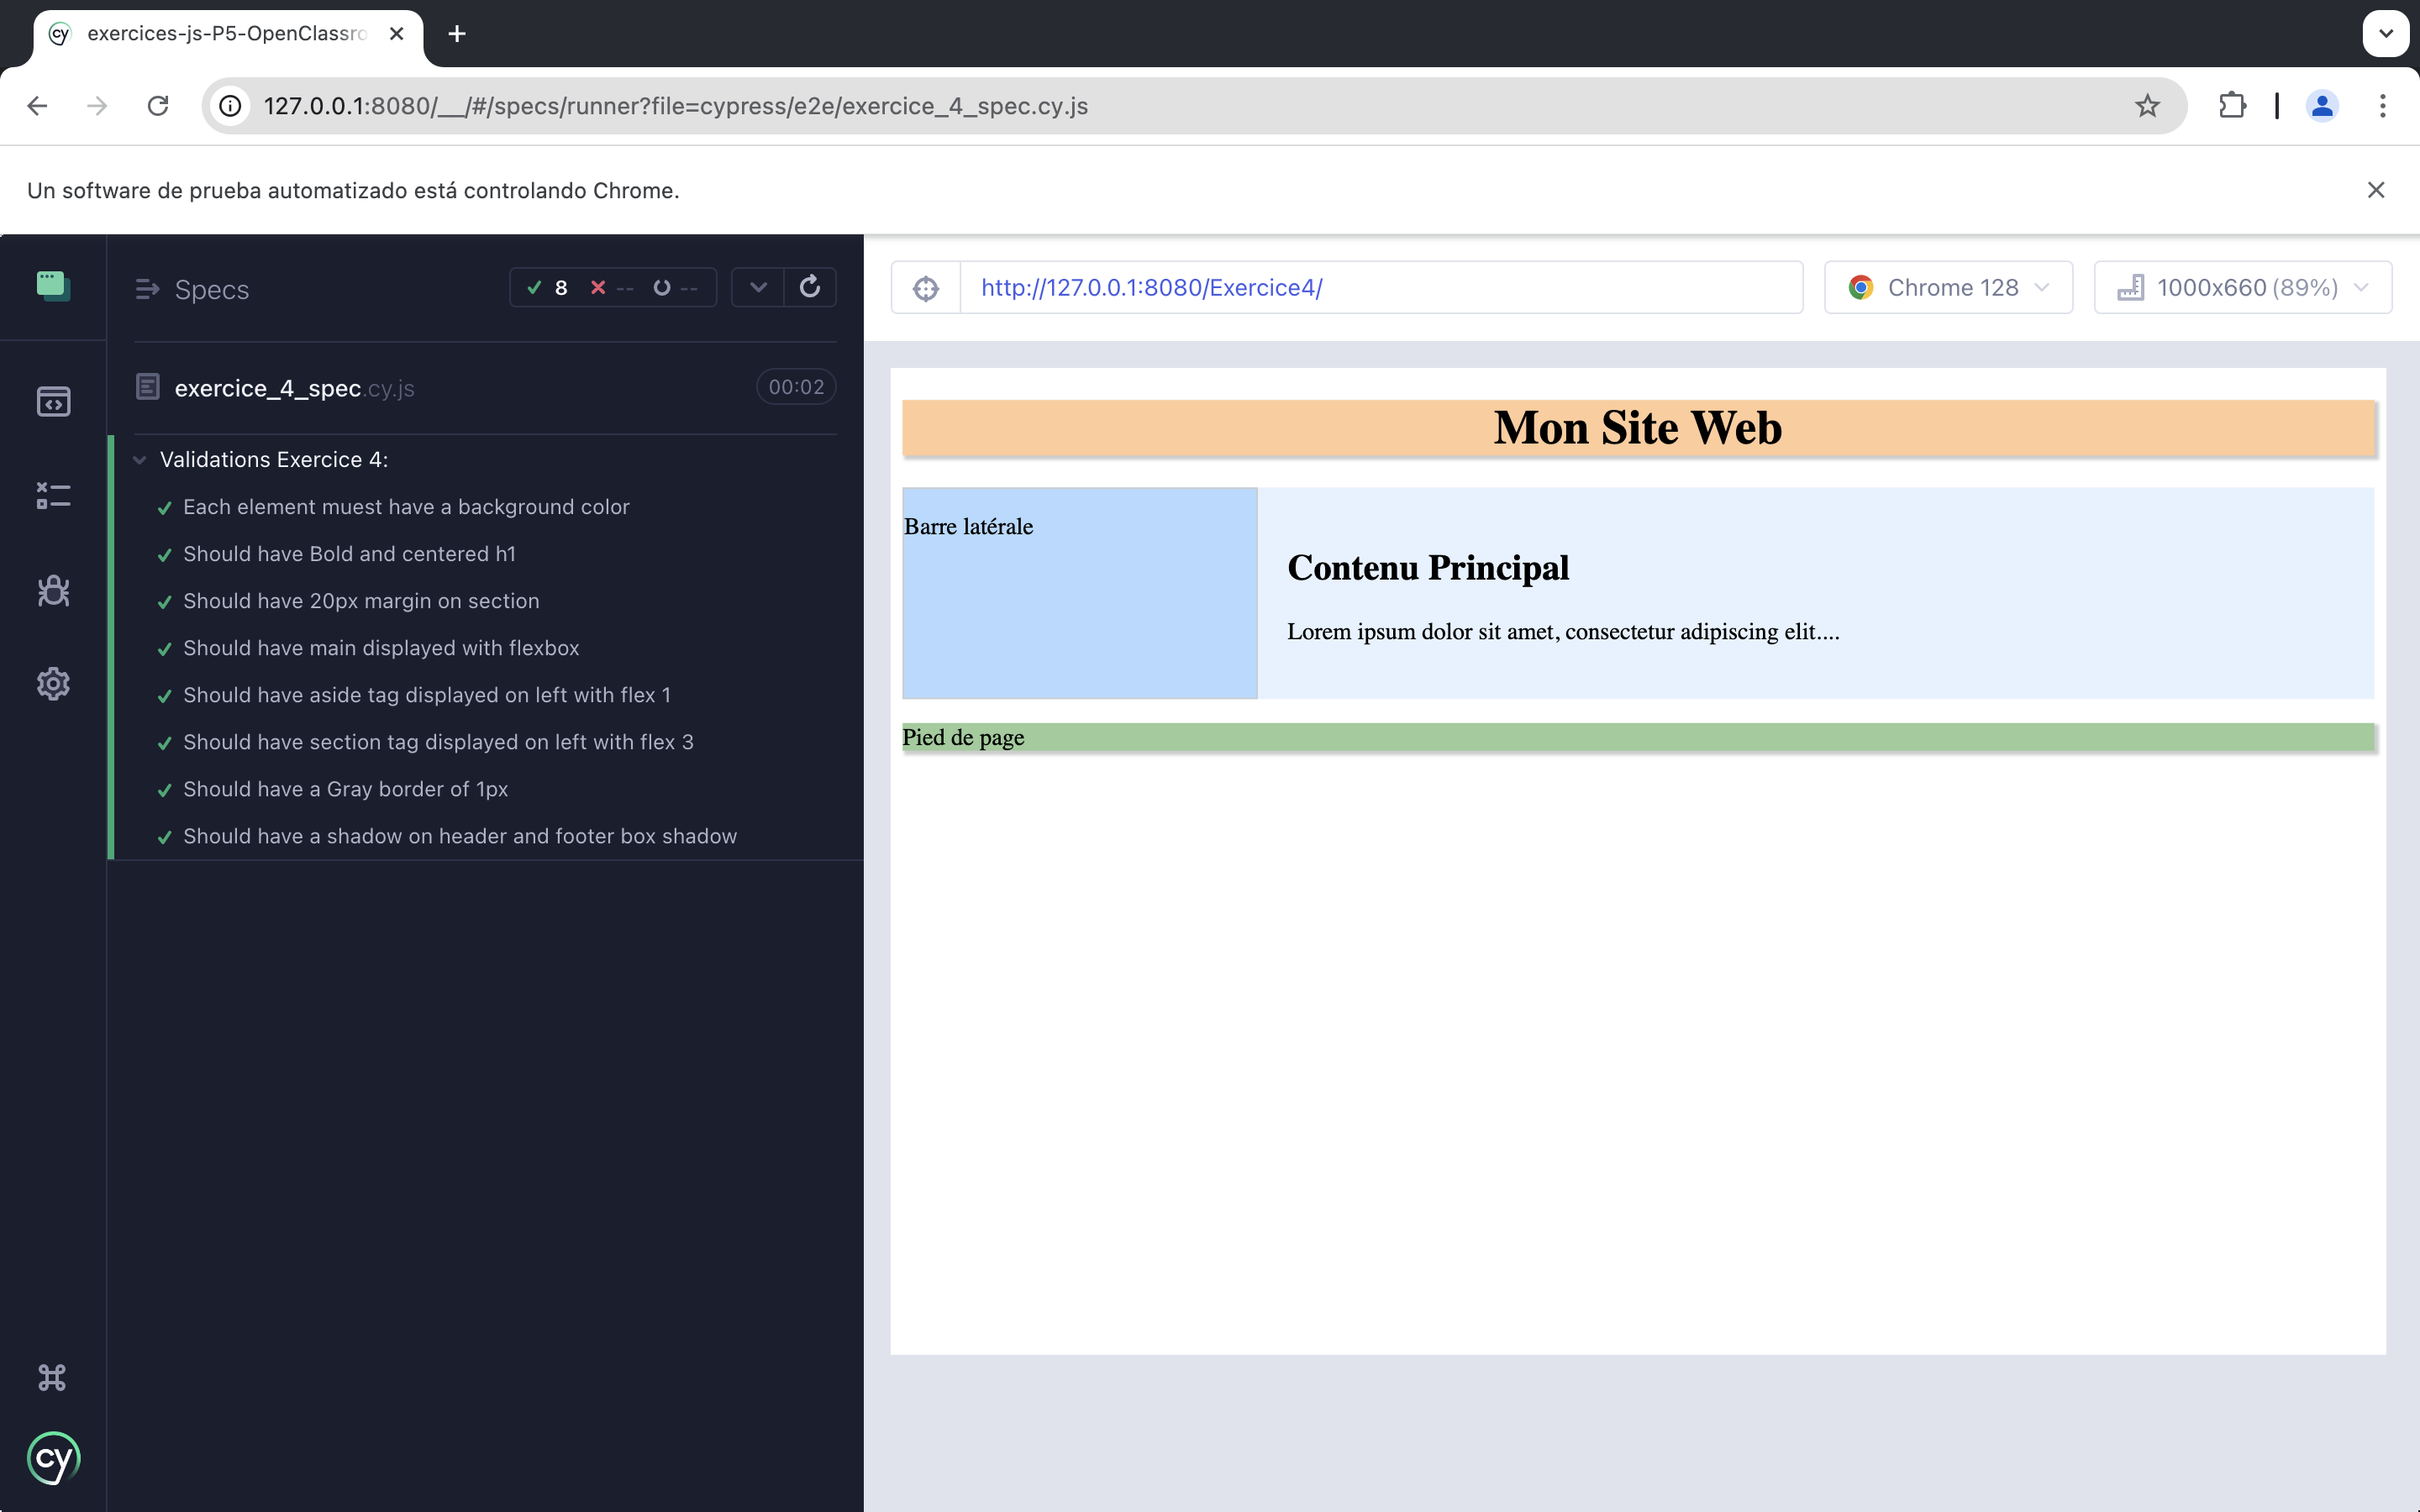 cy exercices-js-P5-OpenClassro
127.0.0.1:8080/__/#/specs/runner?file=cypress/e2e/exercice_4_spec.cy.js
Un software de prueba automatizado está controlando Chrome.
Specs 8 -- --
http://127.0.0.1:8080/Exercice4/ Chrome 128 1000x660 (89%)
exercice_4_spec.cy.js 00:02
Validations Exercice 4:
Each element muest have a background color
Should have Bold and centered h1
Should have 20px margin on section
Should have main displayed with flexbox
Should have aside tag displayed on left with flex 1
Should have section tag displayed on left with flex 3
Should have a Gray border of 1px
Should have a shadow on header and footer box shadow
cy
Mon Site Web
Barre latérale
Contenu Principal
Lorem ipsum dolor sit amet, consectetur adipiscing elit....
Pied de page